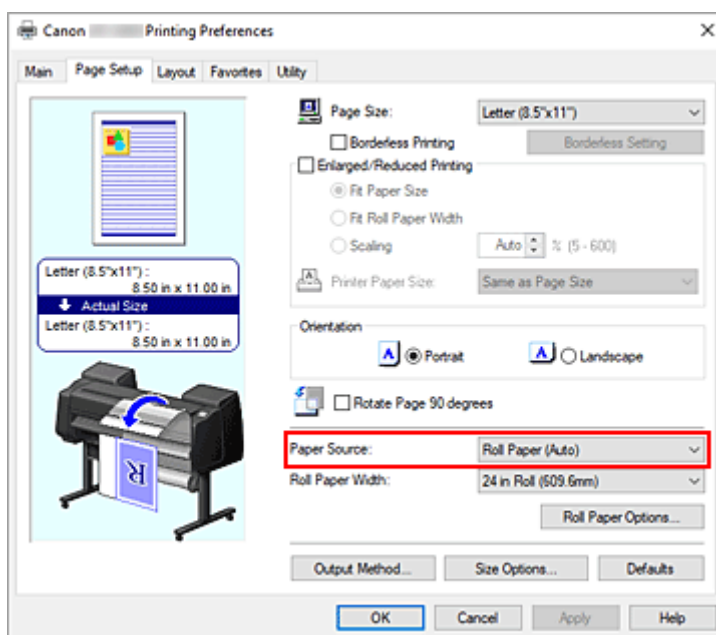 Canon Printing Preferences
Main Page Setup Layout Favorites Utility
Page Size: Letter (8.5"x11")
Borderless Printing Borderless Setting
Enlarged/Reduced Printing
Fit Paper Size
Fit Roll Paper Width
Scaling Auto % (5 - 600)
Printer Paper Size: Same as Page Size
Letter (8.5"x11") :
8.50 in x 11.00 in
Actual Size
Letter (8.5"x11") :
8.50 in x 11.00 in
Orientation
A Portrait A Landscape
Rotate Page 90 degrees
Paper Source: Roll Paper (Auto)
Roll Paper Width: 24 in Roll (609.6mm)
Roll Paper Options...
R
Output Method... Size Options... Defaults
OK Cancel Apply Help